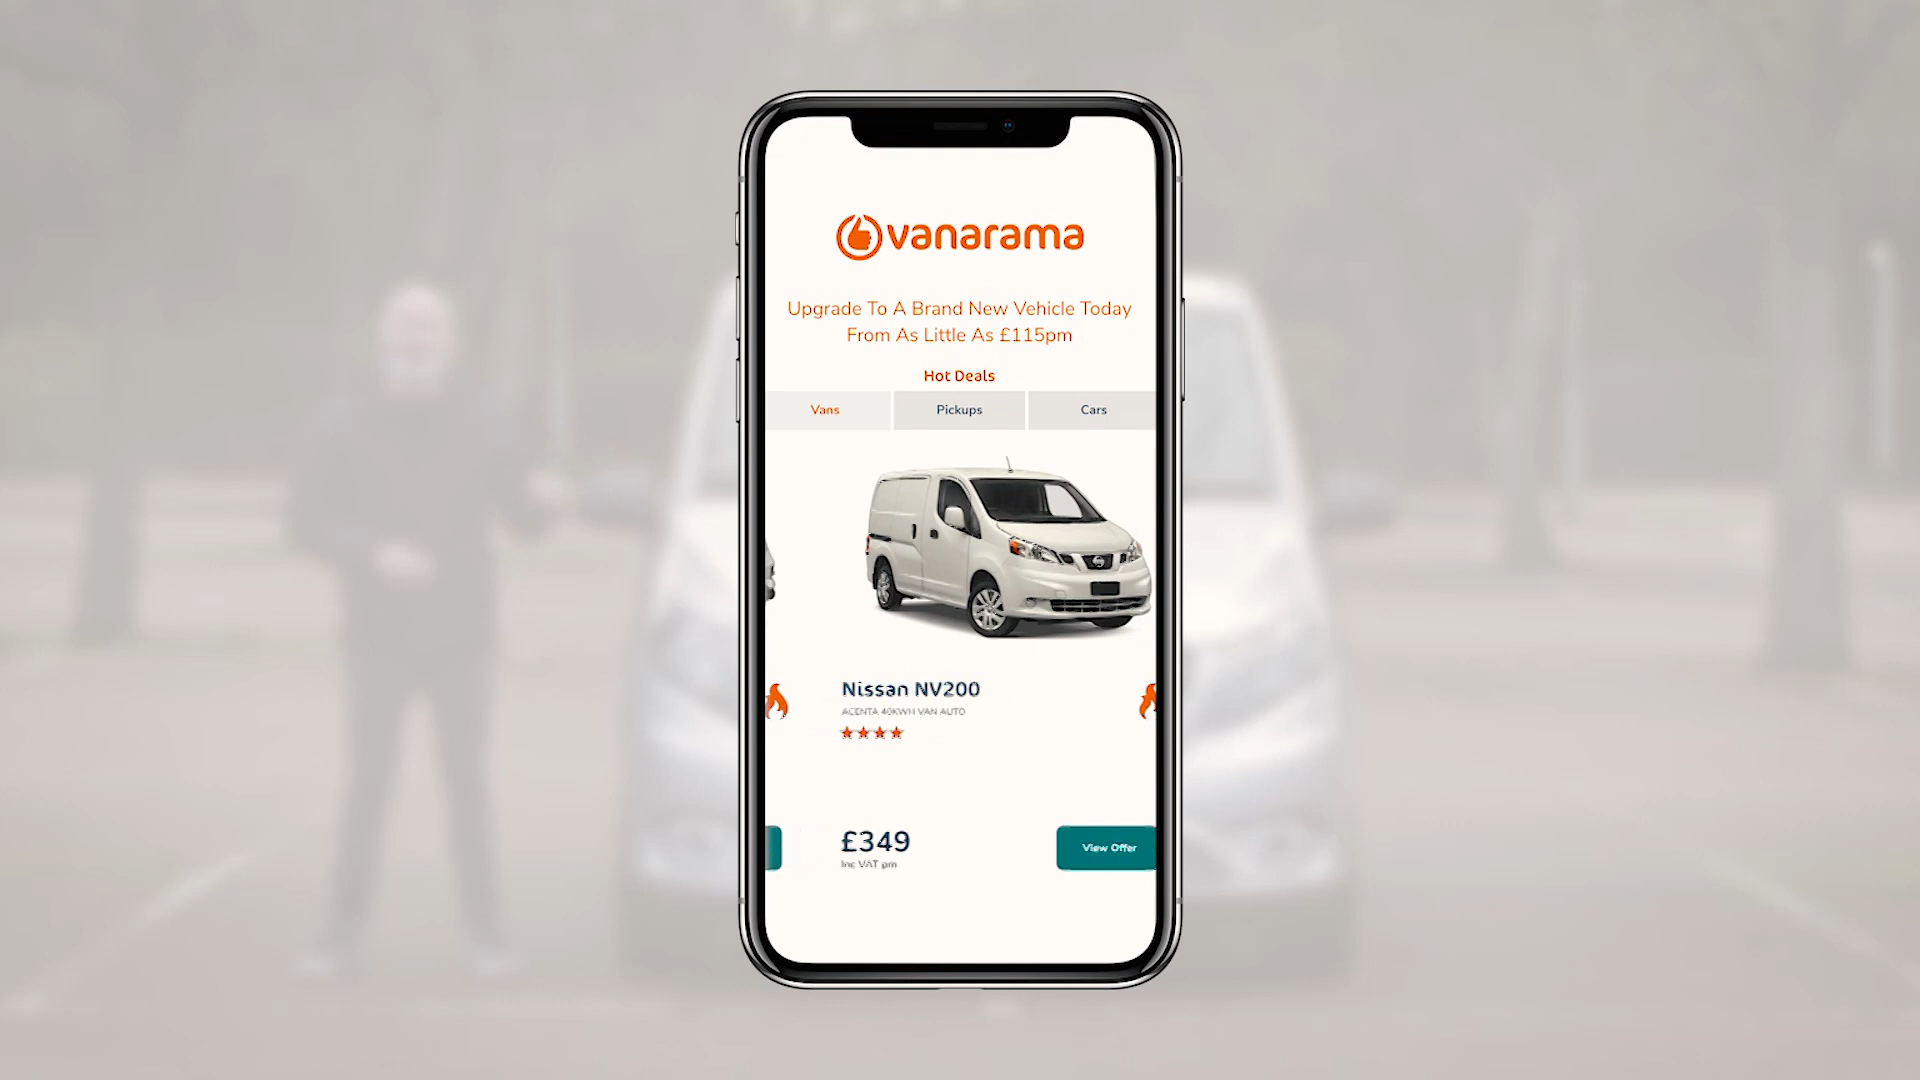 vanarama
Upgrade To A Brand New Vehicle Today
From As Little As £115pm
Hot Deals
Vans
Pickups
Cars
Nissan NV200
ACENTA 40KWH VAN AUTO
£349
Inc VAT pm
View Offer